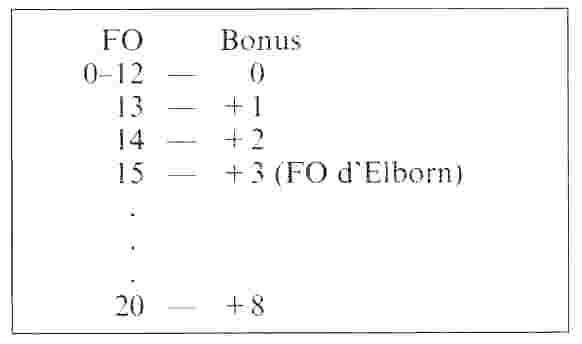 FO Bonus
0–12 — 0
13 — +1
14 — +2
15 — +3 (FO d'Elborn)
.
.
.
20 — +8